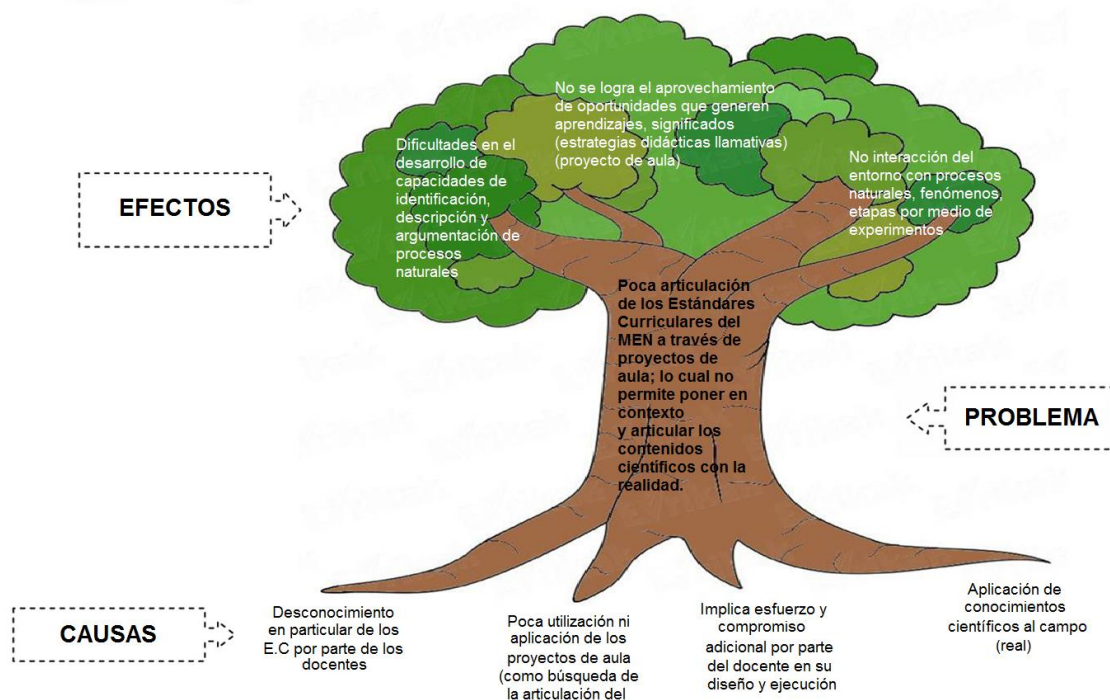 No se logra el aprovechamiento
de oportunidades que generen
aprendizajes, significados
(estrategias didácticas llamativas)
(proyecto de aula)
Dificultades en el
desarrollo de
capacidades de
identificación,
descripción y
argumentación de
procesos
naturales
No interacción del
entorno con procesos
naturales, fenómenos,
etapas por medio de
experimentos
EFECTOS
Poca articulación
de los Estándares
Curriculares del
MEN a través de
proyectos de
aula; lo cual no
permite poner en
contexto
y articular los
contenidos
científicos con la
realidad.
PROBLEMA
CAUSAS
Desconocimiento
en particular de los
E.C por parte de los
docentes
Poca utilización ni
aplicación de los
proyectos de aula
(como búsqueda de
la articulación del
Implica esfuerzo y
compromiso
adicional por parte
del docente en su
diseño y ejecución
Aplicación de
conocimientos
científicos al campo
(real)